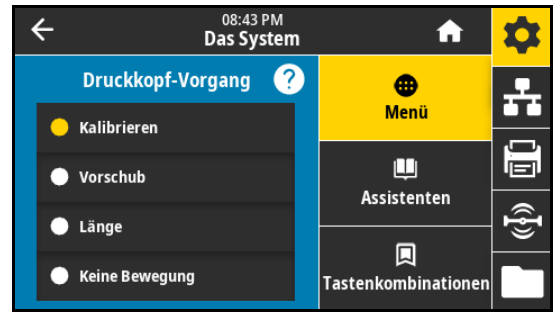 08:43 PM
Das System
Druckkopf-Vorgang ?
Kalibrieren
Vorschub
Länge
Keine Bewegung
Menü
Assistenten
Tastenkombinationen